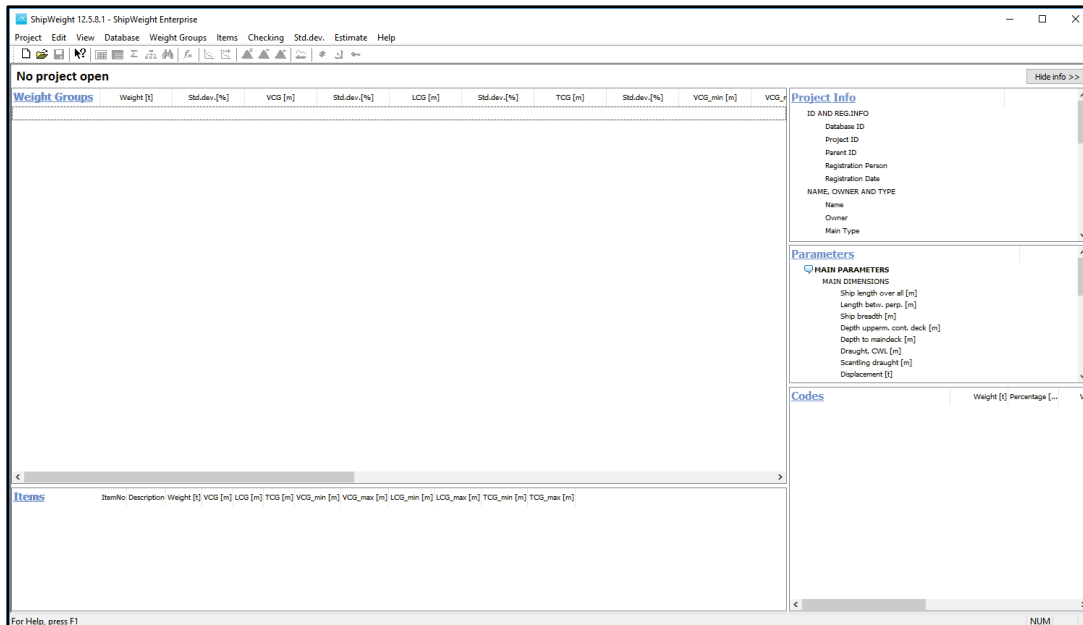 ShipWeight 12.5.8.1 - ShipWeight Enterprise
Project Edit View Database Weight Groups Items Checking Std.dev. Estimate Help
No project open
Hide info >>
Weight Groups Weight [t] Std.dev.[%] VCG [m] Std.dev.[%] LCG [m] Std.dev.[%] TCG [m] Std.dev.[%] VCG_min [m]
Project Info
ID AND REG.INFO
Database ID
Project ID
Parent ID
Registration Person
Registration Date
NAME, OWNER AND TYPE
Name
Owner
Main Type
Parameters
MAIN PARAMETERS
MAIN DIMENSIONS
Ship length over all [m]
Length betw. perp. [m]
Ship breadth [m]
Depth upperm. cont. deck [m]
Depth to maindeck [m]
Draught, CWL [m]
Scantling draught [m]
Displacement [t]
Codes Weight [t] Percentage [... V
Items ItemNo Description Weight [t] VCG [m] LCG [m] TCG [m] VCG_min [m] VCG_max [m] LCG_min [m] LCG_max [m] TCG_min [m] TCG_max [m]
For Help, press F1
NUM